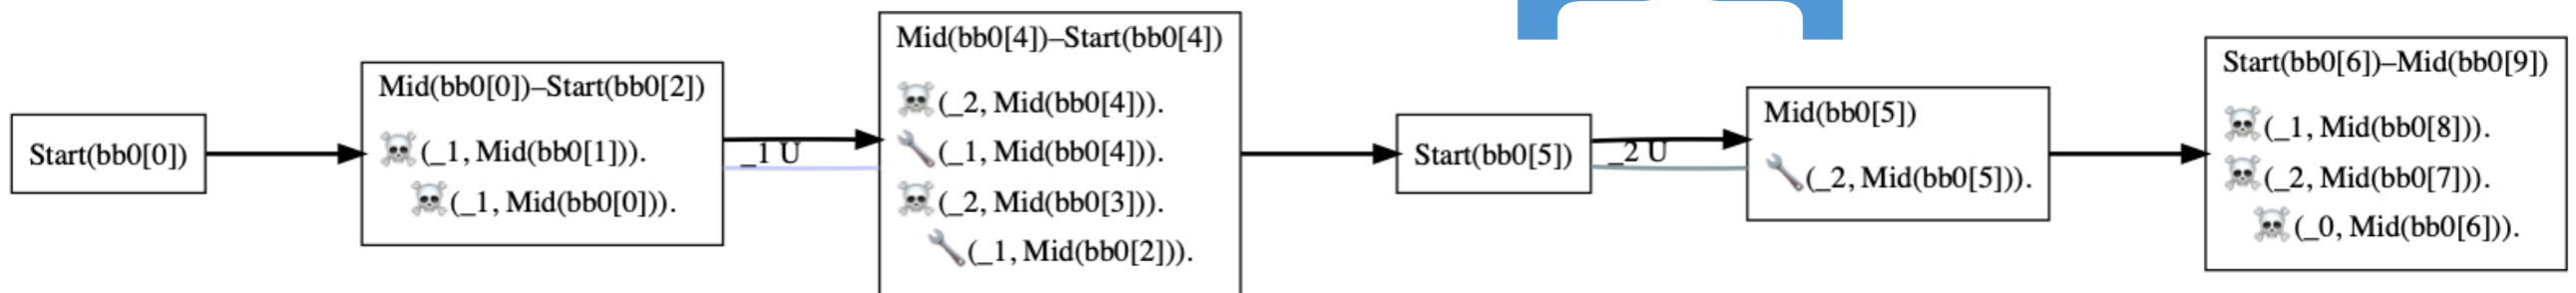 Start(bb0[0])
Mid(bb0[0])–Start(bb0[2])
☠(_1, Mid(bb0[1])).
☠(_1, Mid(bb0[0])).
_1 U
Mid(bb0[4])–Start(bb0[4])
☠(_2, Mid(bb0[4])).
🔧(_1, Mid(bb0[4])).
☠(_2, Mid(bb0[3])).
🔧(_1, Mid(bb0[2])).
Start(bb0[5])
_2 U
Mid(bb0[5])
🔧(_2, Mid(bb0[5])).
Start(bb0[6])–Mid(bb0[9])
☠(_1, Mid(bb0[8])).
☠(_2, Mid(bb0[7])).
☠(_0, Mid(bb0[6])).